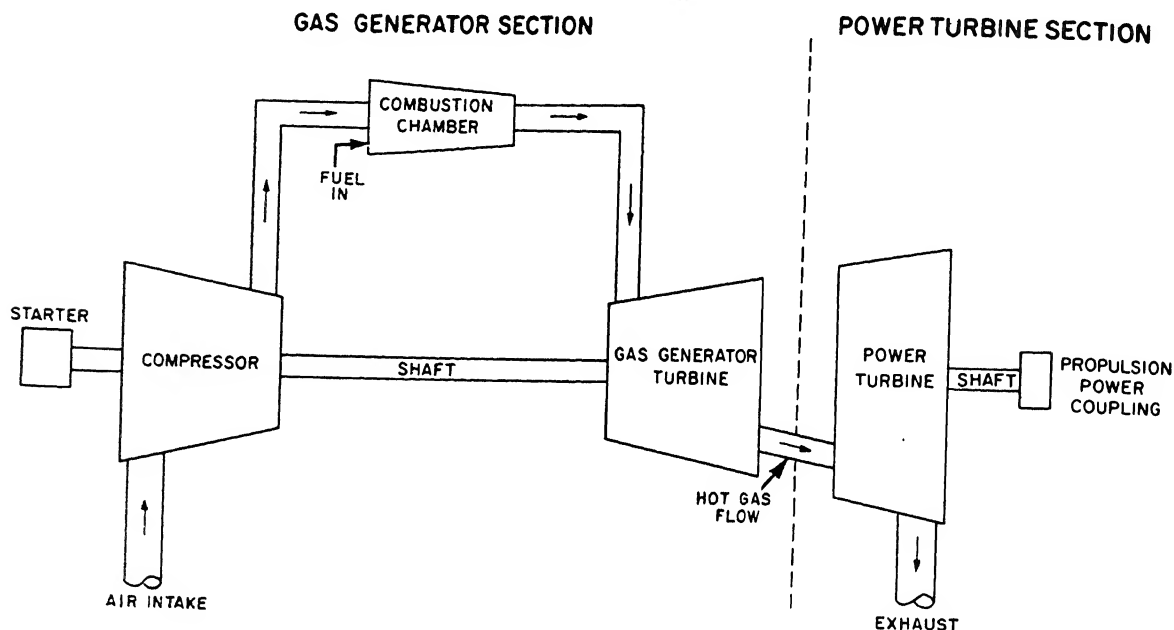 GAS GENERATOR SECTION
POWER TURBINE SECTION
COMBUSTION
CHAMBER
FUEL
IN
STARTER
COMPRESSOR
SHAFT
GAS GENERATOR
TURBINE
POWER
TURBINE
SHAFT
PROPULSION
POWER
COUPLING
HOT GAS
FLOW
AIR INTAKE
EXHAUST